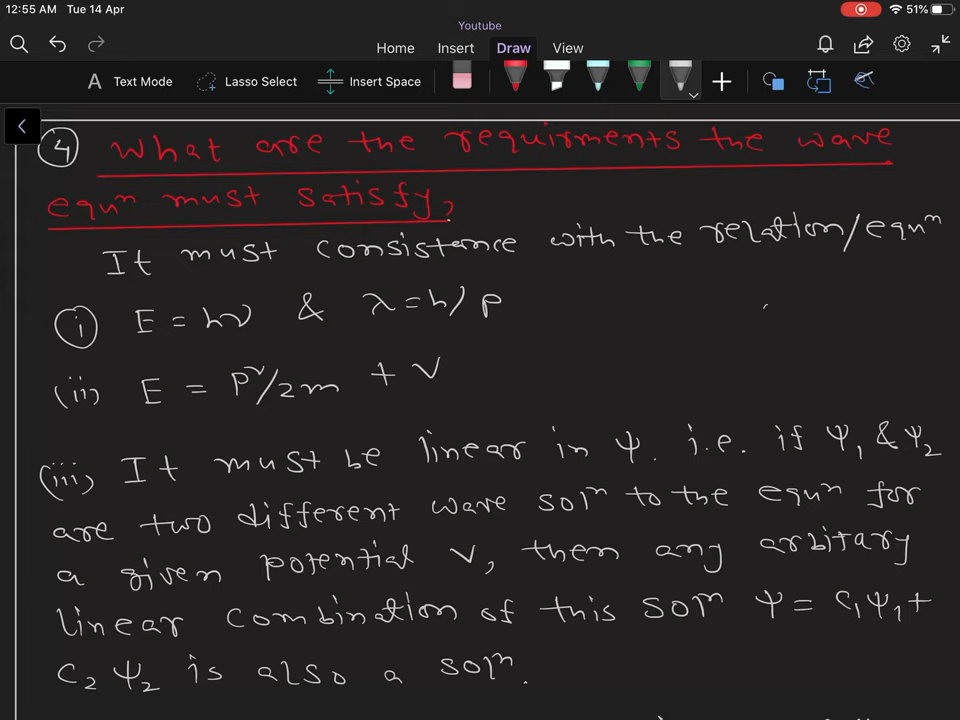 12:55 AM Tue 14 Apr
51%
Youtube
Home Insert Draw View
A Text Mode Lasso Select Insert Space
4 What are the requirments the wave
equⁿ must satisfy,
It must consistence with the relation/equⁿ
(i) E = hν & λ = h/p
(ii) E = p²/2m + V
(iii) It must be linear in Ψ. i.e. if Ψ₁ & Ψ₂
are two different wave solⁿ to the equⁿ for
a given potential V, then any arbitary
linear combination of this solⁿ Ψ = C₁Ψ₁ +
C₂Ψ₂ is also a solⁿ.